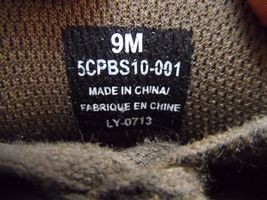 9M
5CPBS10-001
MADE IN CHINA/
FABRIQUE EN CHINE
LY-0713